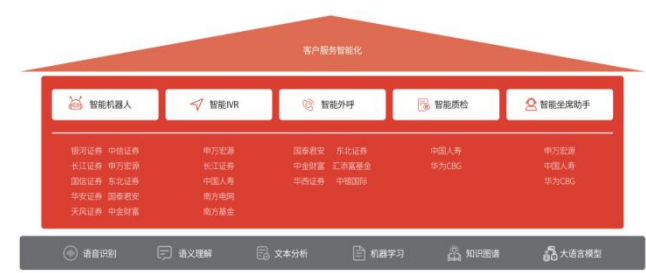 客户服务智能化
智能机器人 智能IVR 智能外呼 智能质检 智能坐席助手
银河证券 中信证券 申万宏源 国泰君安 东北证券 中国人寿 申万宏源
长江证券 申万宏源 长江证券 中金财富 汇添富基金 华为CBG 中国人寿
国信证券 东北证券 中国人寿 华西证券 中银国际 华为CBG
华安证券 国泰君安 南方电网
天风证券 中金财富 南方基金
语音识别 语义理解 文本分析 机器学习 知识图谱 大语言模型